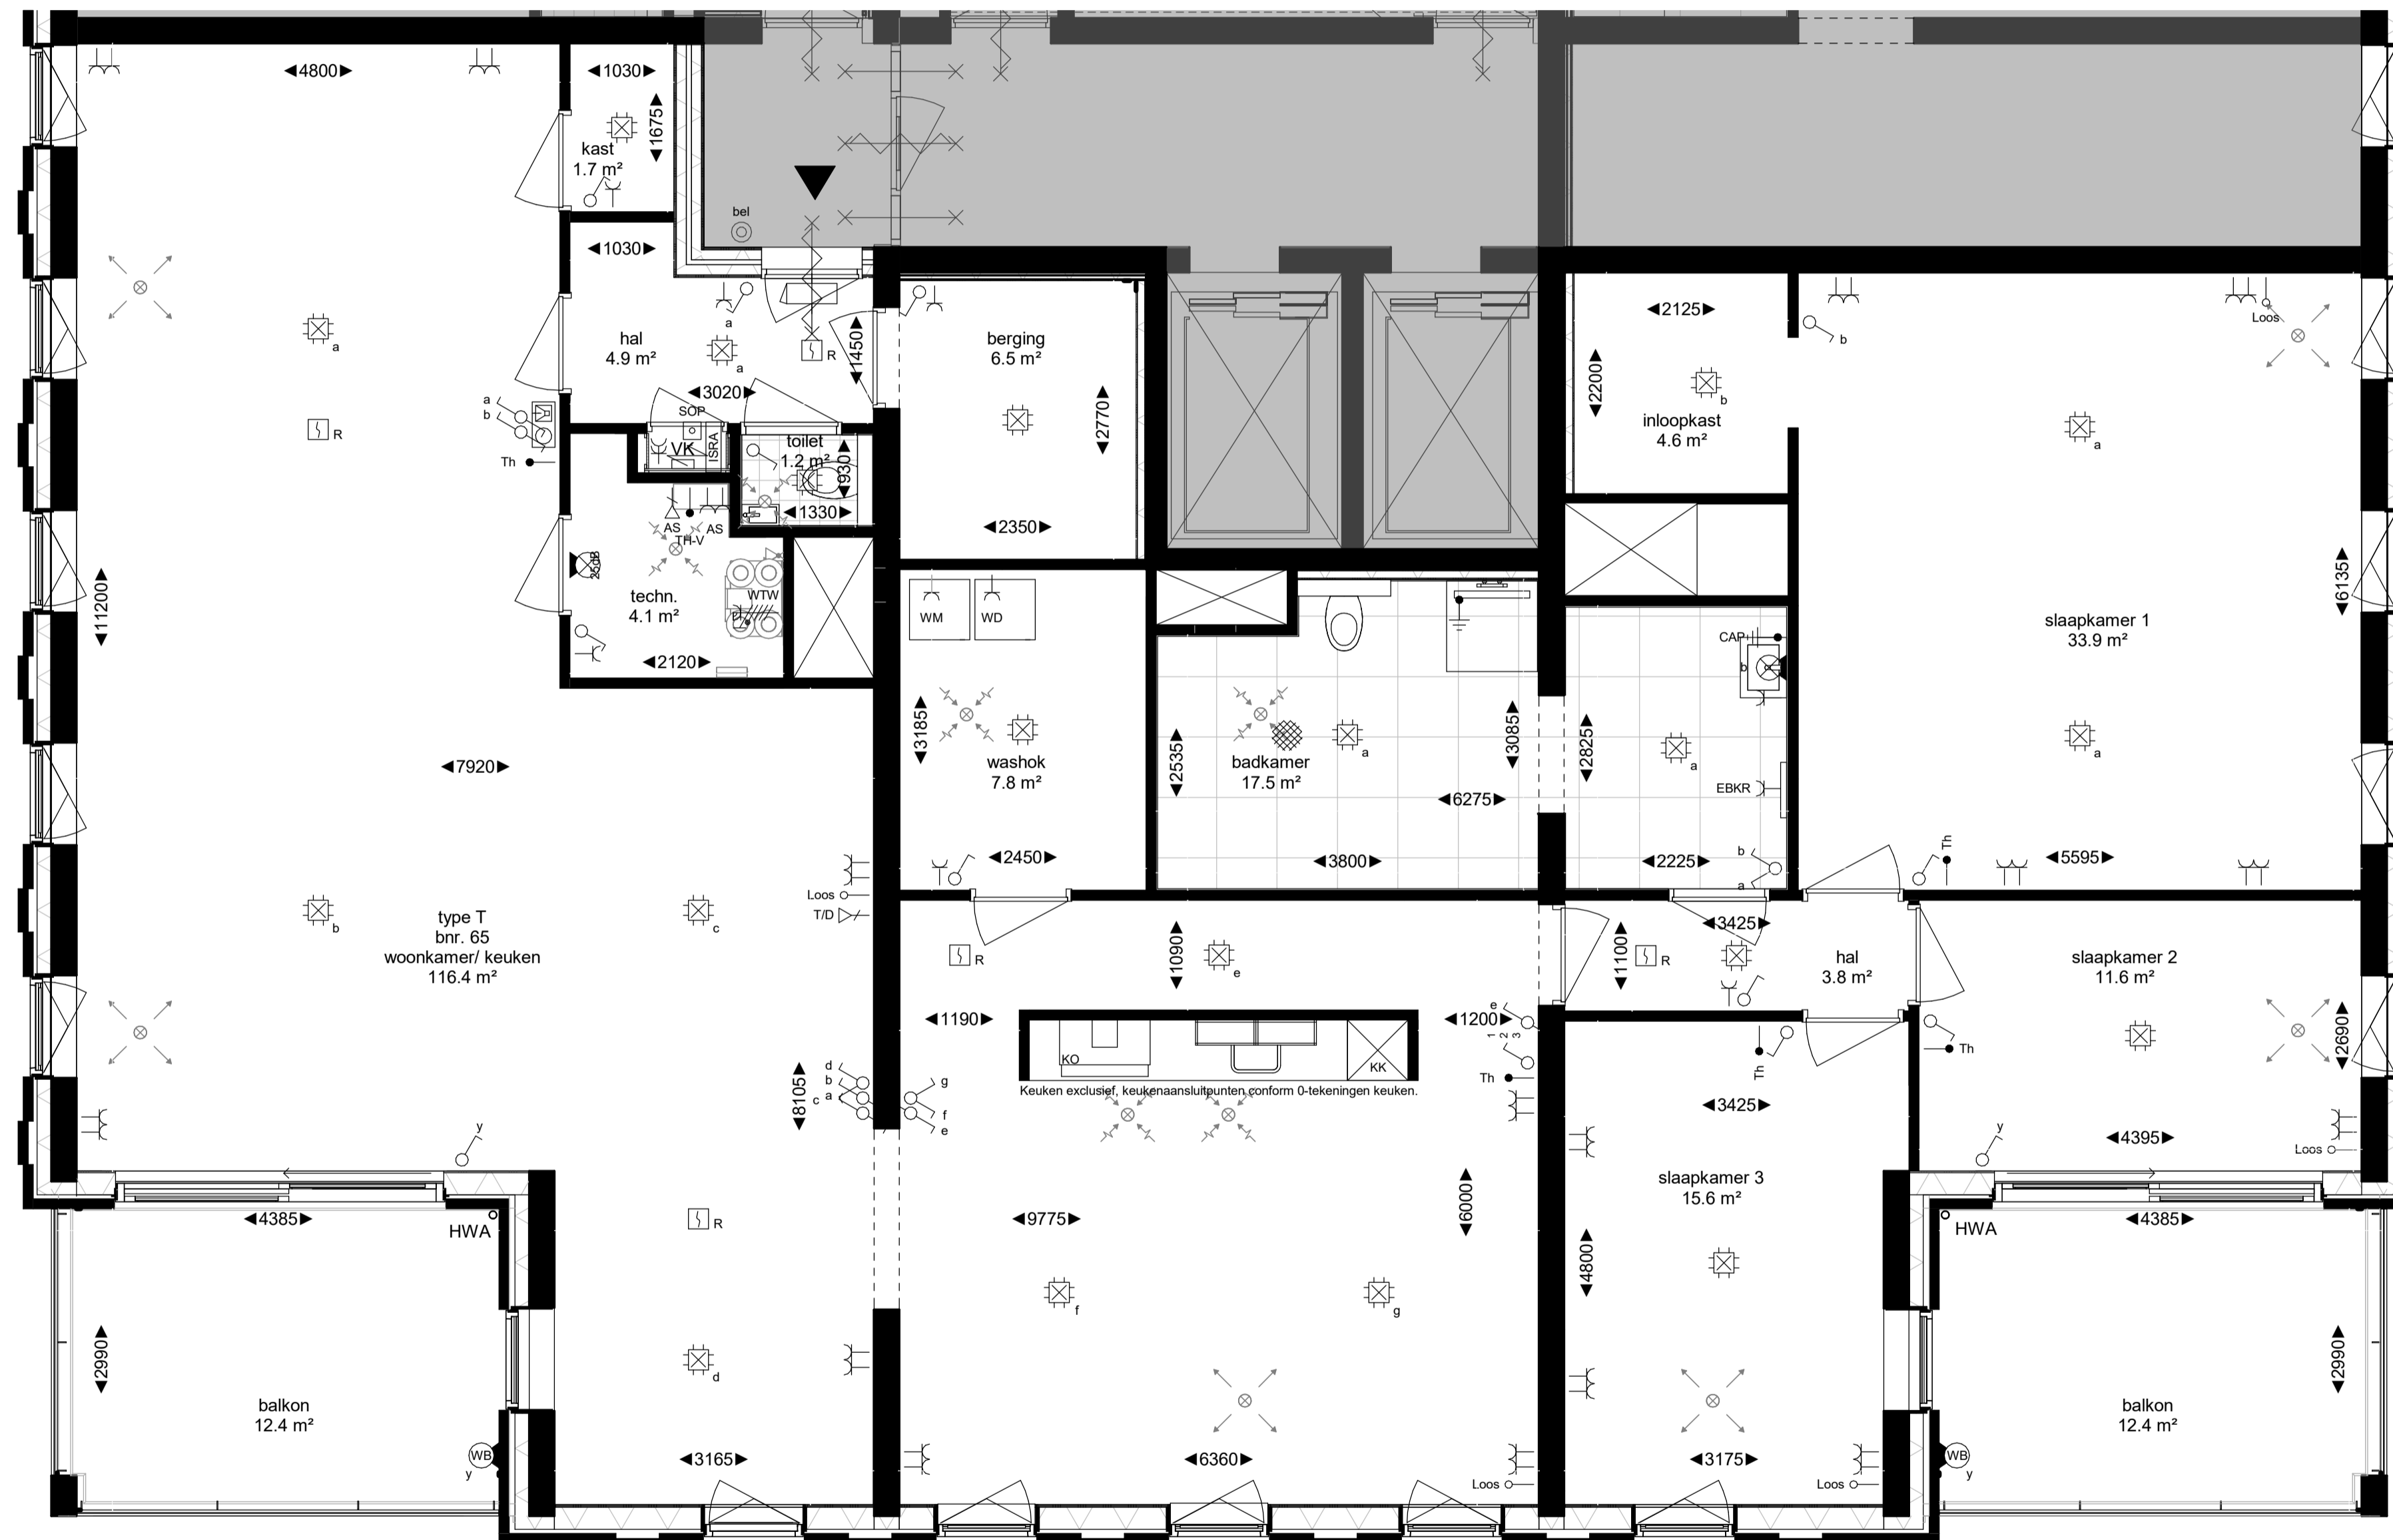 ◄4800►
◄1030►
◄1675►
kast
1.7 m²
bel
◄1030►
hal
4.9 m²
a
a
R
◄1450►
◄3020►
berging
6.5 m²
◄2770►
◄2350►
◄2125►
◄2200►
b
inloopkast
4.6 m²
b
Loos
a
a
R
a
b
Th
SOP
VK
ISRA
toilet
1.2 m²
◄930►
◄1330►
AS
AS
TH-V
25dB
techn.
4.1 m²
WTW
◄2120►
◄11200►
WM
WD
◄3185►
washok
7.8 m²
◄2450►
◄2535►
badkamer
17.5 m²
a
◄3085►
◄6275►
◄3800►
◄2825►
CAP
b
a
EBKR
◄2225►
b
a
slaapkamer 1
33.9 m²
◄6135►
a
Th
◄5595►
◄7920►
b
type T
bnr. 65
woonkamer/ keuken
116.4 m²
c
Loos
T/D
R
◄1090►
e
◄1100►
R
◄3425►
hal
3.8 m²
slaapkamer 2
11.6 m²
◄2690►
◄1190►
◄1200►
e
1
2
3
KO
KK
Th
Keuken exclusief, keukenaansluitpunten conform 0-tekeningen keuken.
d
b
a
c
g
f
e
◄8105►
Th
◄3425►
Th
◄4395►
y
Loos
y
slaapkamer 3
15.6 m²
◄4385►
HWA
R
◄9775►
◄6000►
◄4800►
HWA
◄4385►
f
g
◄2990►
d
◄2990►
balkon
12.4 m²
balkon
12.4 m²
WB
y
◄3165►
◄6360►
Loos
◄3175►
Loos
WB
y